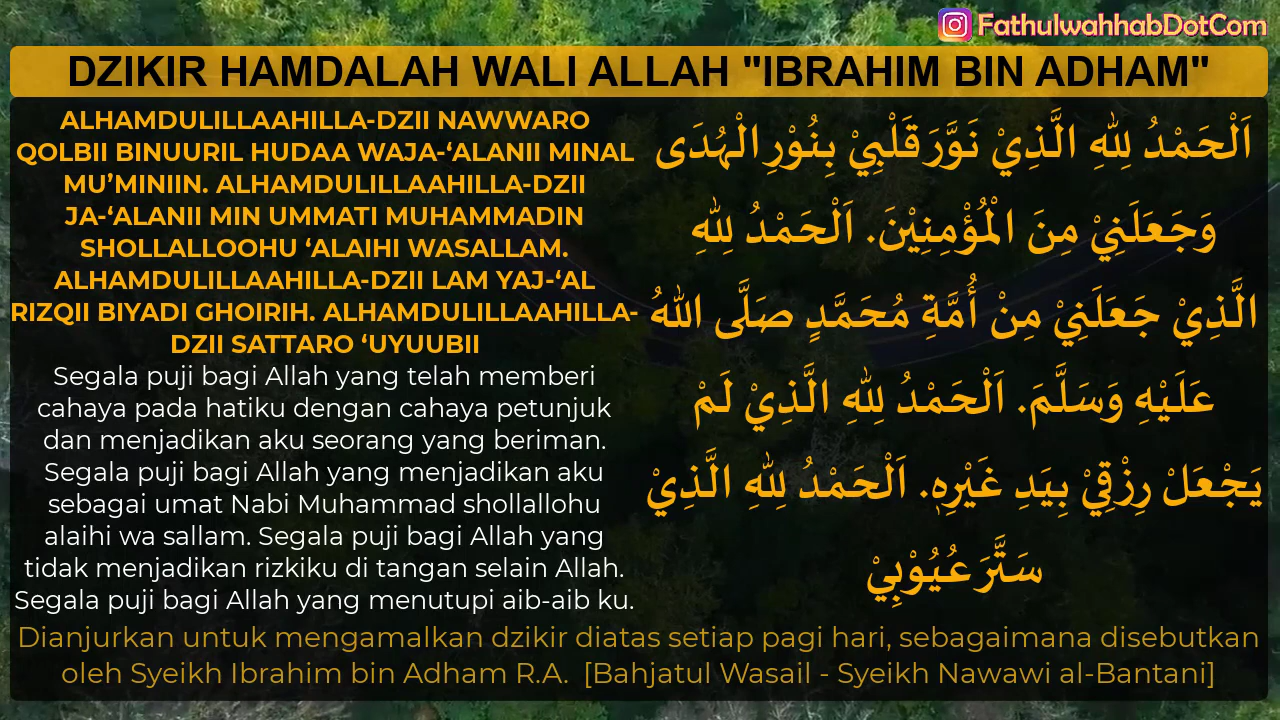 FathulwahhabDotCom
DZIKIR HAMDALAH WALI ALLAH "IBRAHIM BIN ADHAM"
ALHAMDULILLAAHILLA-DZII NAWWARO
QOLBII BINUURIL HUDAA WAJA-‘ALANII MINAL
MU’MINIIN. ALHAMDULILLAAHILLA-DZII
JA-‘ALANII MIN UMMATI MUHAMMADIN
SHOLLALLOOHU ‘ALAIHI WASALLAM.
ALHAMDULILLAAHILLA-DZII LAM YAJ-‘AL
RIZQII BIYADI GHOIRIH. ALHAMDULILLAAHILLA-
DZII SATTARO ‘UYUUBII
Segala puji bagi Allah yang telah memberi
cahaya pada hatiku dengan cahaya petunjuk
dan menjadikan aku seorang yang beriman.
Segala puji bagi Allah yang menjadikan aku
sebagai umat Nabi Muhammad shollallohu
alaihi wa sallam. Segala puji bagi Allah yang
tidak menjadikan rizkiku di tangan selain Allah.
Segala puji bagi Allah yang menutupi aib-aib ku.
اَلْحَمْدُ لِلّٰهِ الَّذِيْ نَوَّرَ قَلْبِيْ بِنُوْرِ الْهُدَى
وَجَعَلَنِيْ مِنَ الْمُؤْمِنِيْنَ. اَلْحَمْدُ لِلّٰهِ
الَّذِيْ جَعَلَنِيْ مِنْ أُمَّةِ مُحَمَّدٍ صَلَّى اللهُ
عَلَيْهِ وَسَلَّمَ. اَلْحَمْدُ لِلّٰهِ الَّذِيْ لَمْ
يَجْعَلْ رِزْقِيْ بِيَدِ غَيْرِهٖ. اَلْحَمْدُ لِلّٰهِ الَّذِيْ
سَتَّرَ عُيُوْبِيْ
Dianjurkan untuk mengamalkan dzikir diatas setiap pagi hari, sebagaimana disebutkan
oleh Syeikh Ibrahim bin Adham R.A. [Bahjatul Wasail - Syeikh Nawawi al-Bantani]